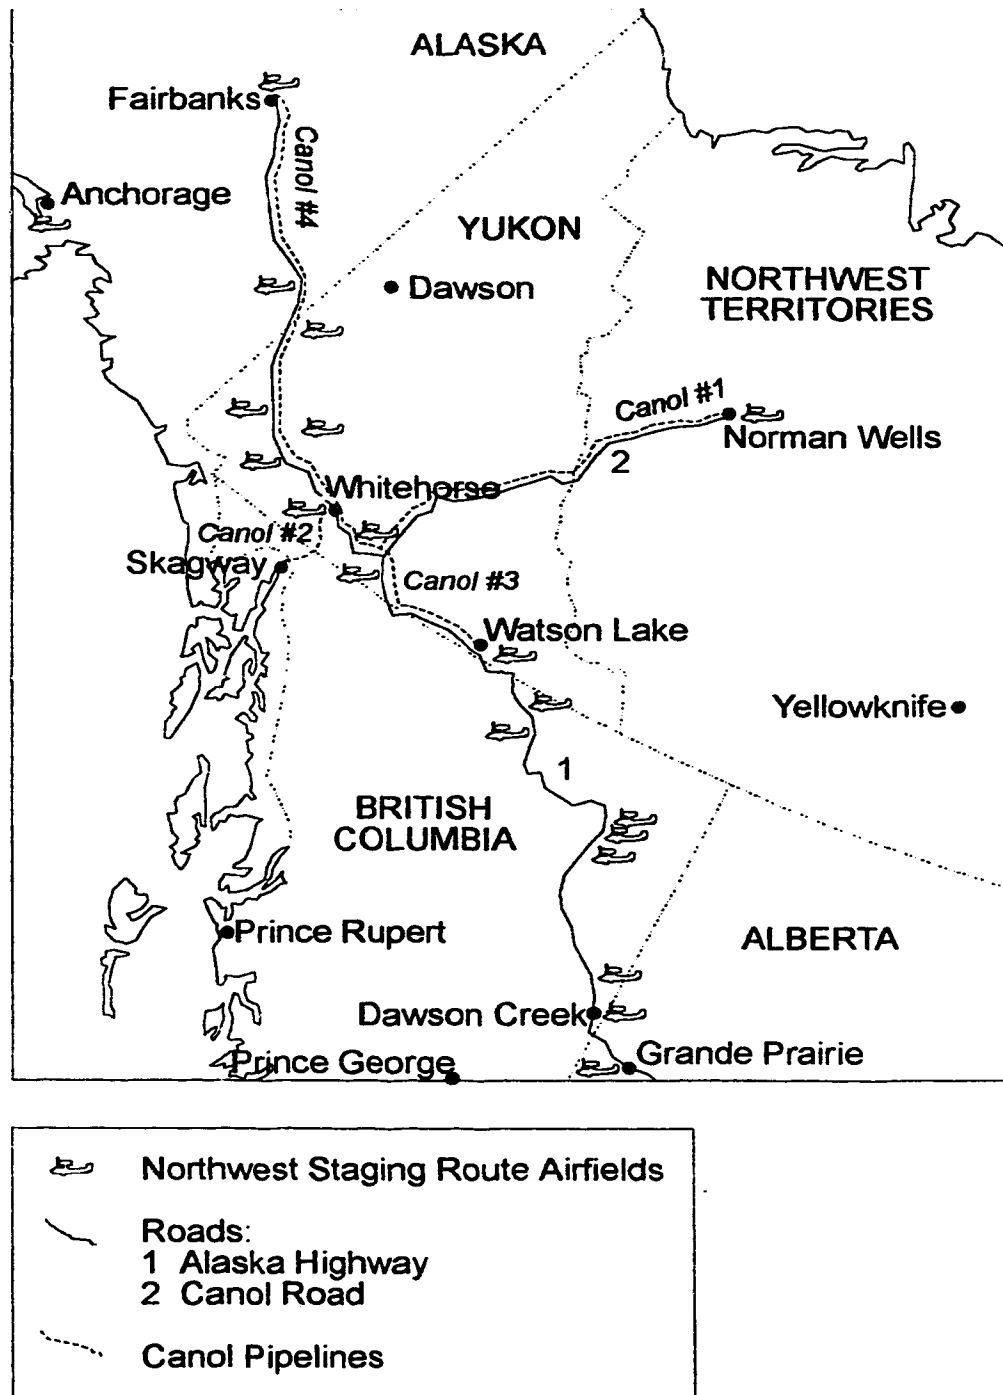 ALASKA
Fairbanks
Canol #4
Anchorage
YUKON
Dawson
NORTHWEST
TERRITORIES
Canol #1
Norman Wells
2
Whitehorse
Canol #2
Skagway
Canol #3
Watson Lake
Yellowknife
1
BRITISH
COLUMBIA
Prince Rupert
ALBERTA
Dawson Creek
Prince George
Grande Prairie
Northwest Staging Route Airfields
Roads:
1 Alaska Highway
2 Canol Road
Canol Pipelines